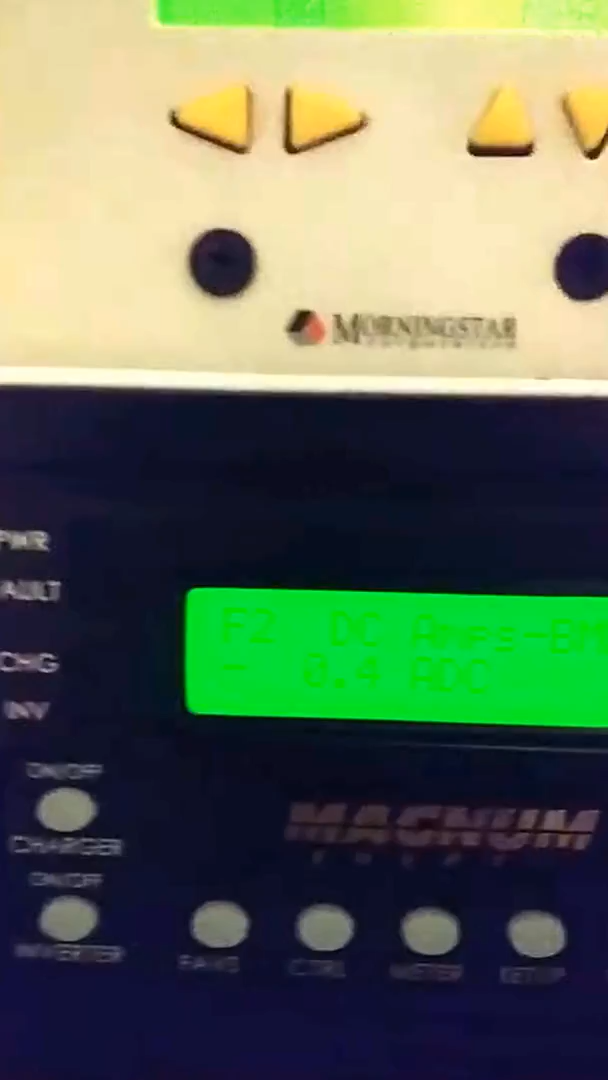 MORNINGSTAR
PWR
FAULT
CHG
INV
F2 DC Amps-BM
- 0.4 ADC
ON/OFF
CHARGER
ON/OFF
INVERTER
MAGNUM
FAVS
CTRL
METER
SETUP